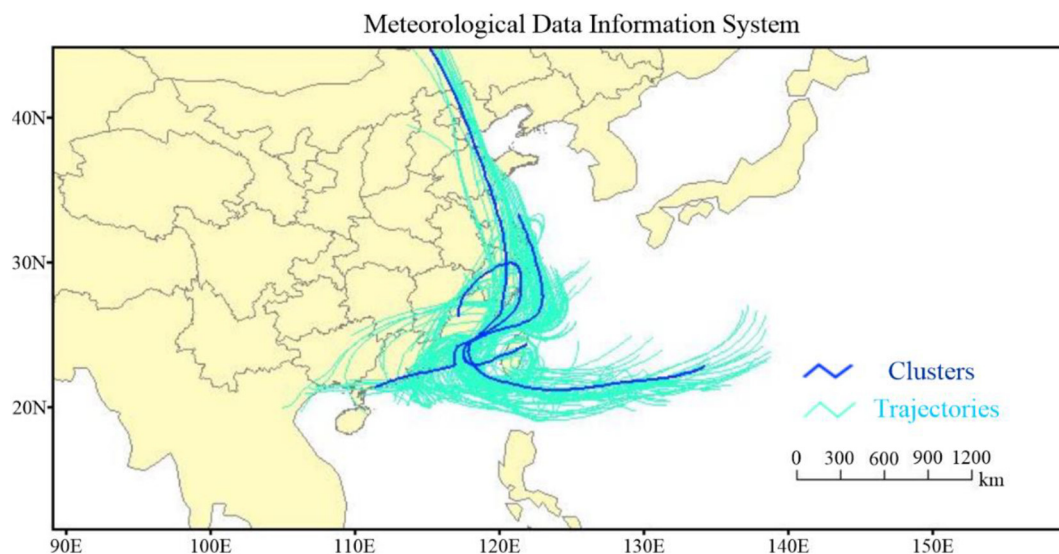 Meteorological Data Information System
40N
30N
20N
Clusters
Trajectories
0 300 600 900 1200
km
90E 100E 110E 120E 130E 140E 150E